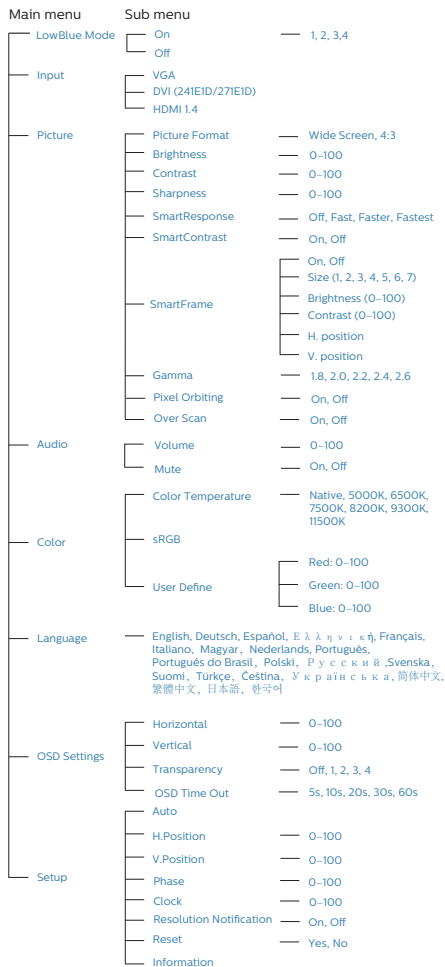 Main menu Sub menu
LowBlue Mode On 1, 2, 3,4
Off
Input VGA
DVI (241E1D/271E1D)
HDMI 1.4
Picture Picture Format Wide Screen, 4:3
Brightness 0–100
Contrast 0–100
Sharpness 0–100
SmartResponse Off, Fast, Faster, Fastest
SmartContrast On, Off
SmartFrame
On, Off
Size (1, 2, 3, 4, 5, 6, 7)
Brightness (0–100)
Contrast (0–100)
H. position
V. position
Gamma 1.8, 2.0, 2.2, 2.4, 2.6
Pixel Orbiting On, Off
Over Scan On, Off
Audio Volume 0–100
Mute On, Off
Color
Color Temperature Native, 5000K, 6500K,
7500K, 8200K, 9300K,
11500K
sRGB
User Define
Red: 0–100
Green: 0–100
Blue: 0–100
Language English, Deutsch, Español, Ελληνική, Français,
Italiano, Magyar, Nederlands, Português,
Português do Brasil, Polski, Русский ,Svenska,
Suomi, Türkçe, Čeština, Українська, 简体中文,
繁體中文, 日本語, 한국어
OSD Settings
Horizontal 0–100
Vertical 0–100
Transparency Off, 1, 2, 3, 4
OSD Time Out 5s, 10s, 20s, 30s, 60s
Setup
Auto
H.Position 0–100
V.Position 0–100
Phase 0–100
Clock 0–100
Resolution Notification On, Off
Reset Yes, No
Information